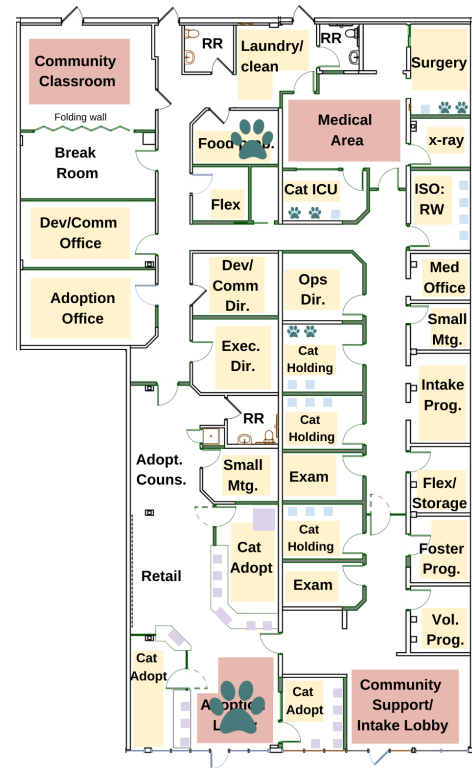 RR
Laundry/
clean
RR
Surgery
Community
Classroom
Folding wall
Medical
Area
x-ray
Break
Room
Food
Flex
Cat ICU
ISO:
RW
Dev/Comm
Office
Dev/
Comm
Dir.
Ops
Dir.
Med
Office
Adoption
Office
Small
Mtg.
Exec.
Dir.
Cat
Holding
Intake
Prog.
RR
Cat
Holding
Adopt.
Couns.
Small
Mtg.
Exam
Flex/
Storage
Cat
Adopt
Cat
Holding
Foster
Prog.
Retail
Exam
Vol.
Prog.
Cat
Adopt
Adoption
Cat
Adopt
Community
Support/
Intake Lobby